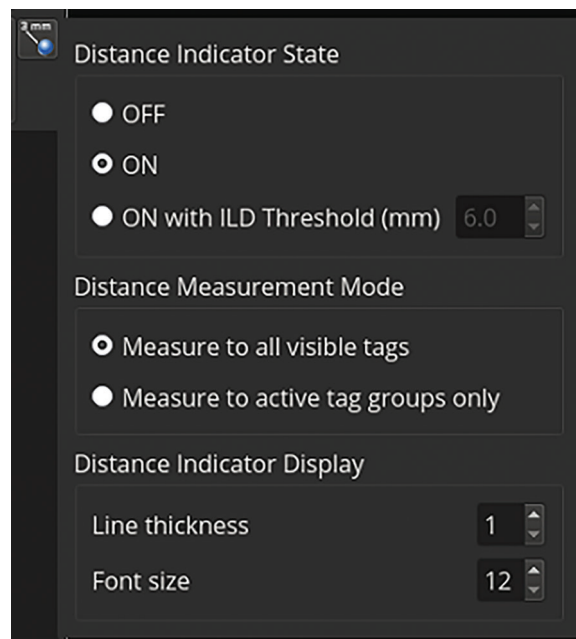 3 mm
Distance Indicator State
OFF
ON
ON with ILD Threshold (mm) 6.0
Distance Measurement Mode
Measure to all visible tags
Measure to active tag groups only
Distance Indicator Display
Line thickness 1
Font size 12